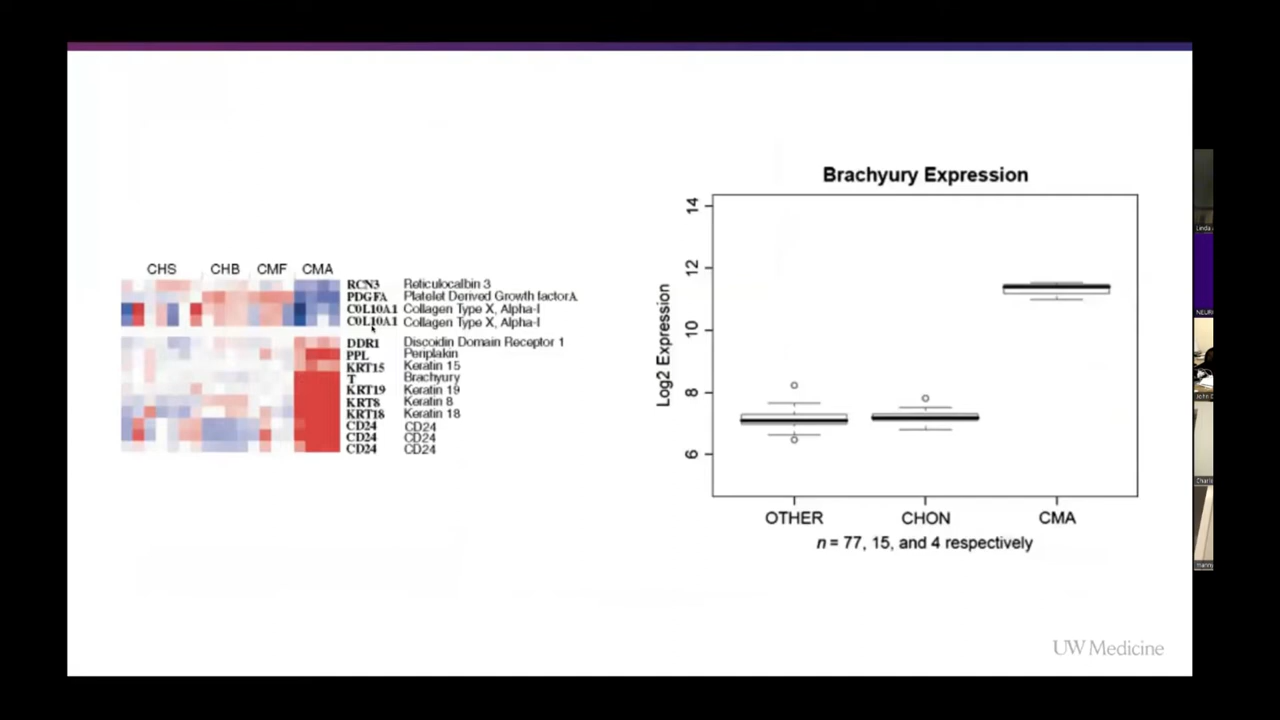 CHS CHB CMF CMA
RCN3 Reticulocalbin 3
PDGFA Platelet Derived Growth factorA
COL10A1 Collagen Type X, Alpha-I
COL10A1 Collagen Type X, Alpha-I
DDR1 Discoidin Domain Receptor 1
PPL Periplakin
KRT15 Keratin 15
T Brachyury
KRT19 Keratin 19
KRT8 Keratin 8
KRT18 Keratin 18
CD24 CD24
CD24 CD24
CD24 CD24
Brachyury Expression
Log2 Expression
14
12
10
8
6
OTHER CHON CMA
n = 77, 15, and 4 respectively
UW Medicine
Linda